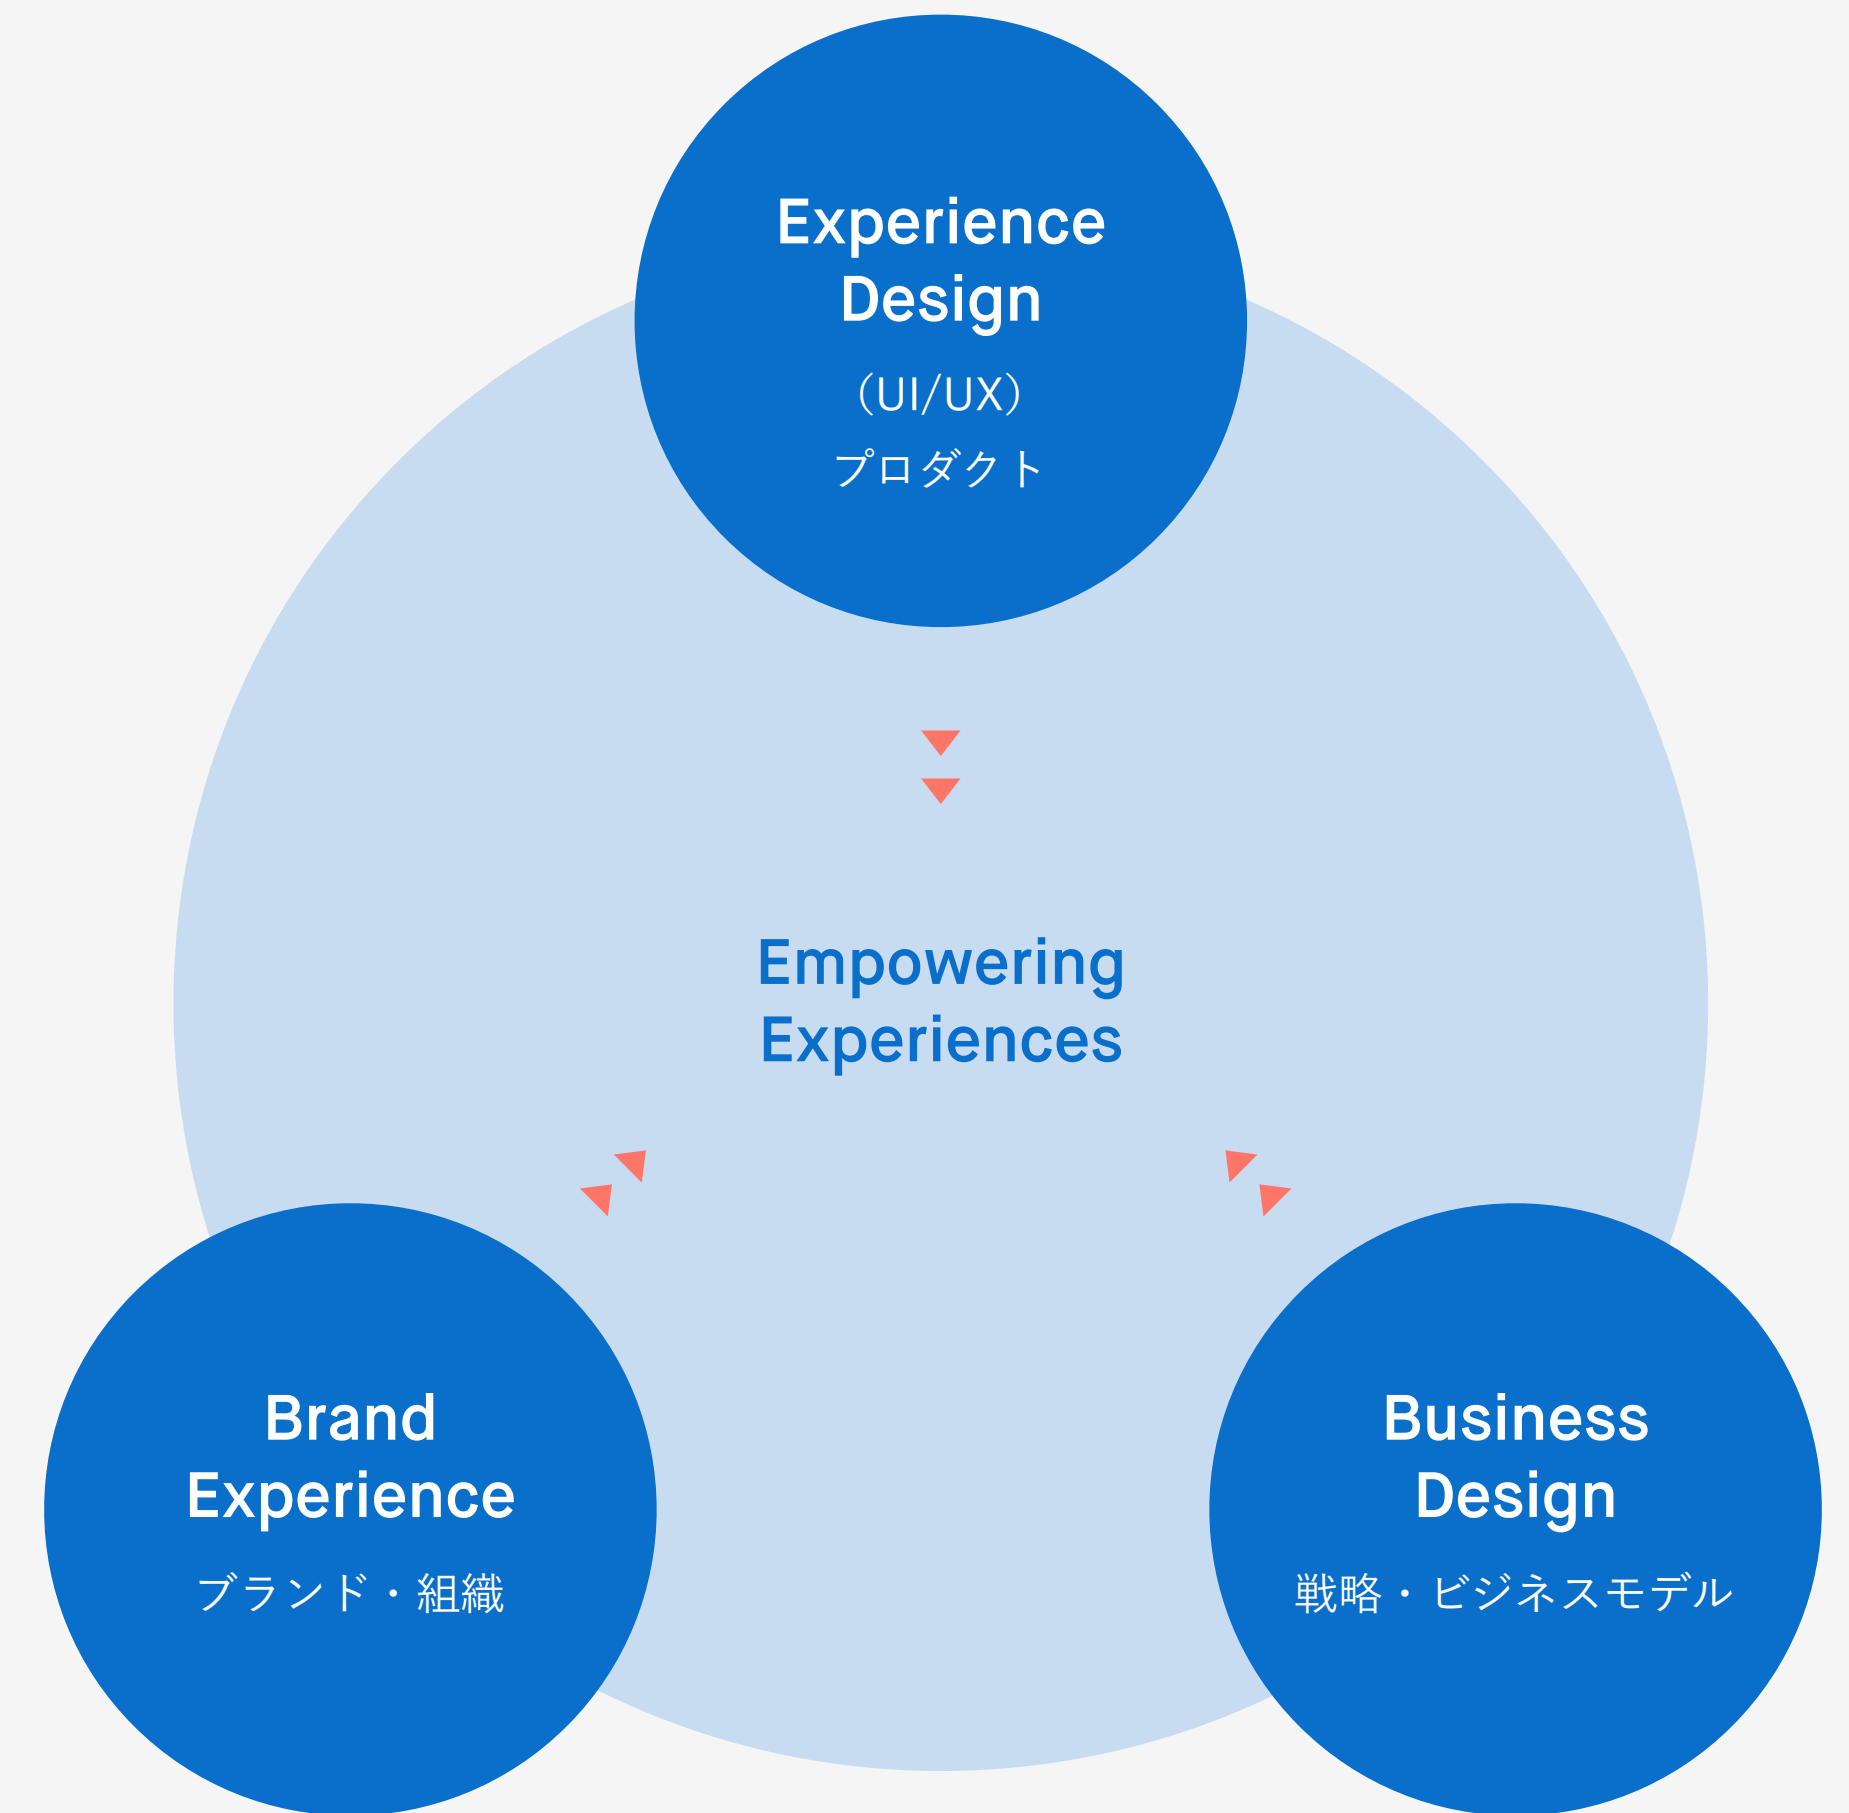 Experience
Design
（UI/UX）
プロダクト
Empowering
Experiences
Brand
Experience
ブランド・組織
Business
Design
戦略・ビジネスモデル